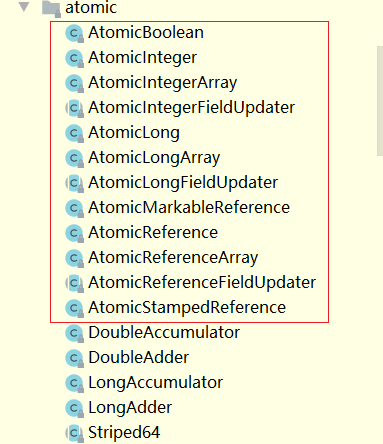 atomic
AtomicBoolean
AtomicInteger
AtomicIntegerArray
AtomicIntegerFieldUpdater
AtomicLong
AtomicLongArray
AtomicLongFieldUpdater
AtomicMarkableReference
AtomicReference
AtomicReferenceArray
AtomicReferenceFieldUpdater
AtomicStampedReference
DoubleAccumulator
DoubleAdder
LongAccumulator
LongAdder
Striped64